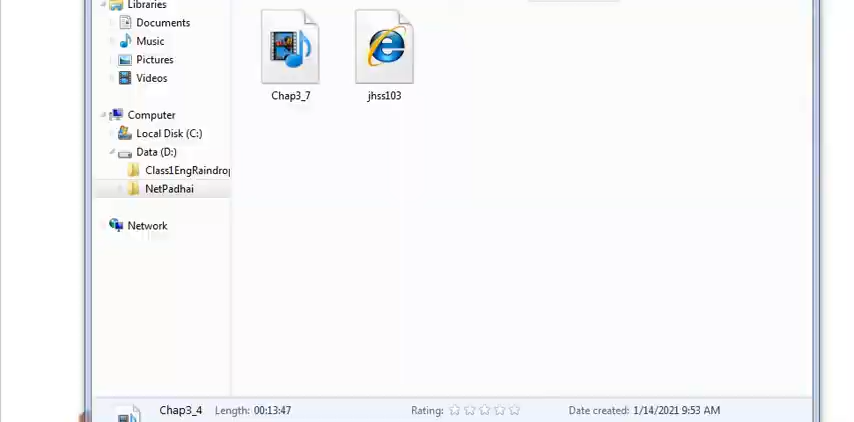 Libraries
Documents
Music
Pictures
Videos
Computer
Local Disk (C:)
Data (D:)
Class1EngRaindrop
NetPadhai
Network
Chap3_7
jhss103
Chap3_4 Length: 00:13:47 Rating: Date created: 1/14/2021 9:53 AM